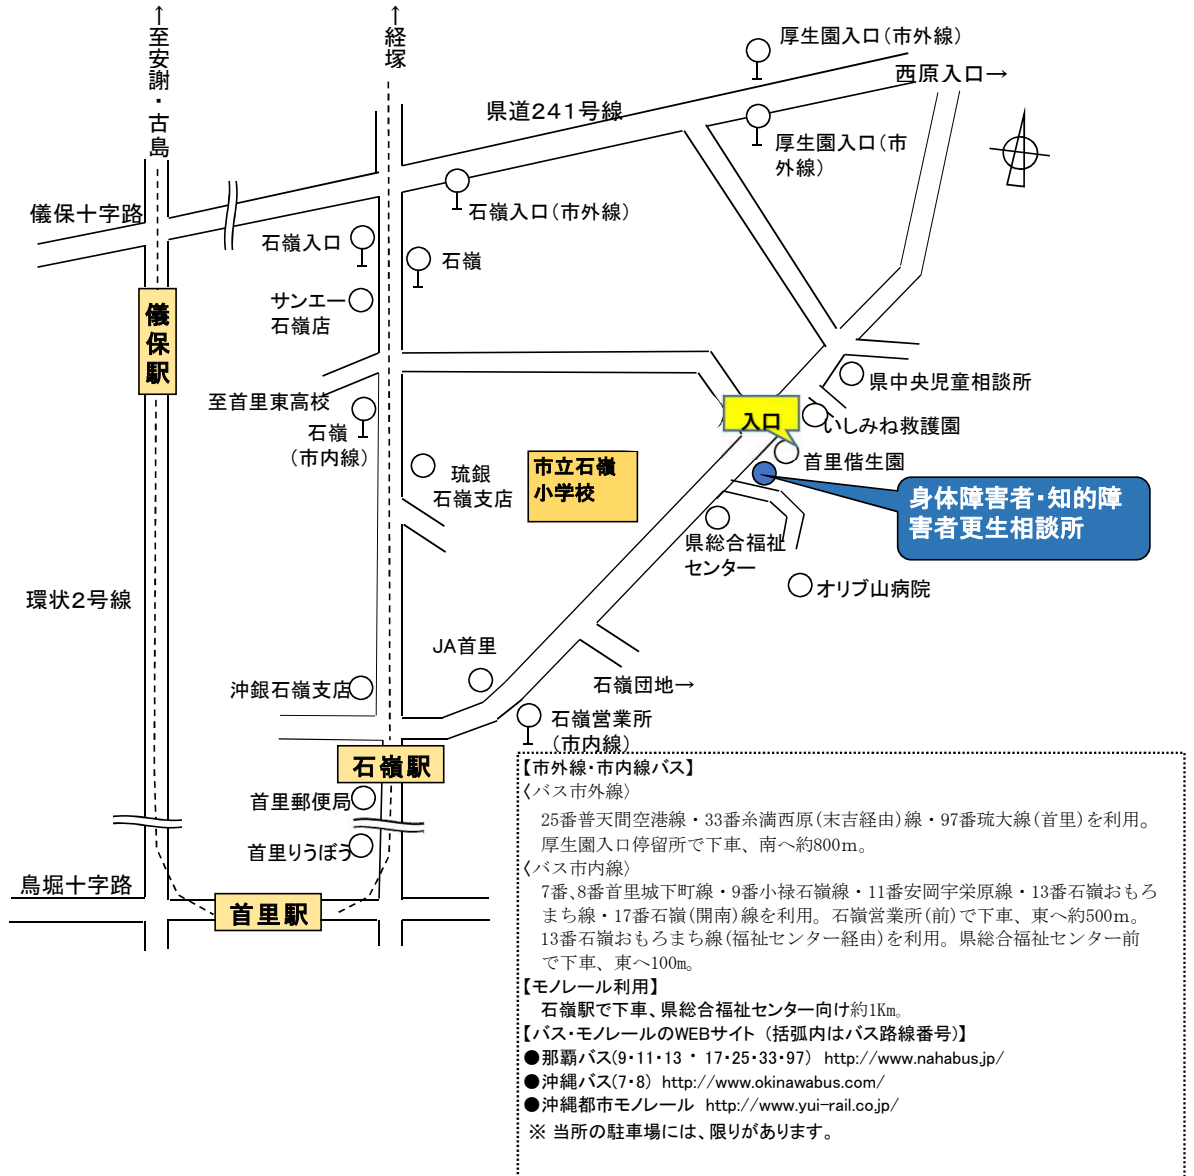 ↑至安謝・古島
↑経塚
厚生園入口(市外線)
西原入口→
県道241号線
厚生園入口(市
外線)
儀保十字路
石嶺入口(市外線)
石嶺入口
石嶺
サンエー
石嶺店
儀保駅
県中央児童相談所
至首里東高校
入口
いしみね救護園
石嶺
(市内線)
首里偕生園
琉銀
石嶺支店
市立石嶺
小学校
身体障害者・知的障
害者更生相談所
県総合福祉
センター
オリブ山病院
環状2号線
JA首里
沖銀石嶺支店
石嶺団地→
石嶺営業所
(市内線)
石嶺駅
首里郵便局
首里りうぼう
鳥堀十字路
首里駅
【市外線・市内線バス】
〈バス市外線〉
25番普天間空港線・33番糸満西原(末吉経由)線・97番琉大線(首里)を利用。
厚生園入口停留所で下車、南へ約800m。
〈バス市内線〉
7番、8番首里城下町線・9番小禄石嶺線・11番安岡宇栄原線・13番石嶺おもろ
まち線・17番石嶺(開南)線を利用。石嶺営業所(前)で下車、東へ約500m。
13番石嶺おもろまち線(福祉センター経由)を利用。県総合福祉センター前
で下車、東へ100m。
【モノレール利用】
石嶺駅で下車、県総合福祉センター向け約1Km。
【バス・モノレールのWEBサイト (括弧内はバス路線番号)】
●那覇バス(9・11・13・17・25・33・97) http://www.nahabus.jp/
●沖縄バス(7・8) http://www.okinawabus.com/
●沖縄都市モノレール http://www.yui-rail.co.jp/
※ 当所の駐車場には、限りがあります。